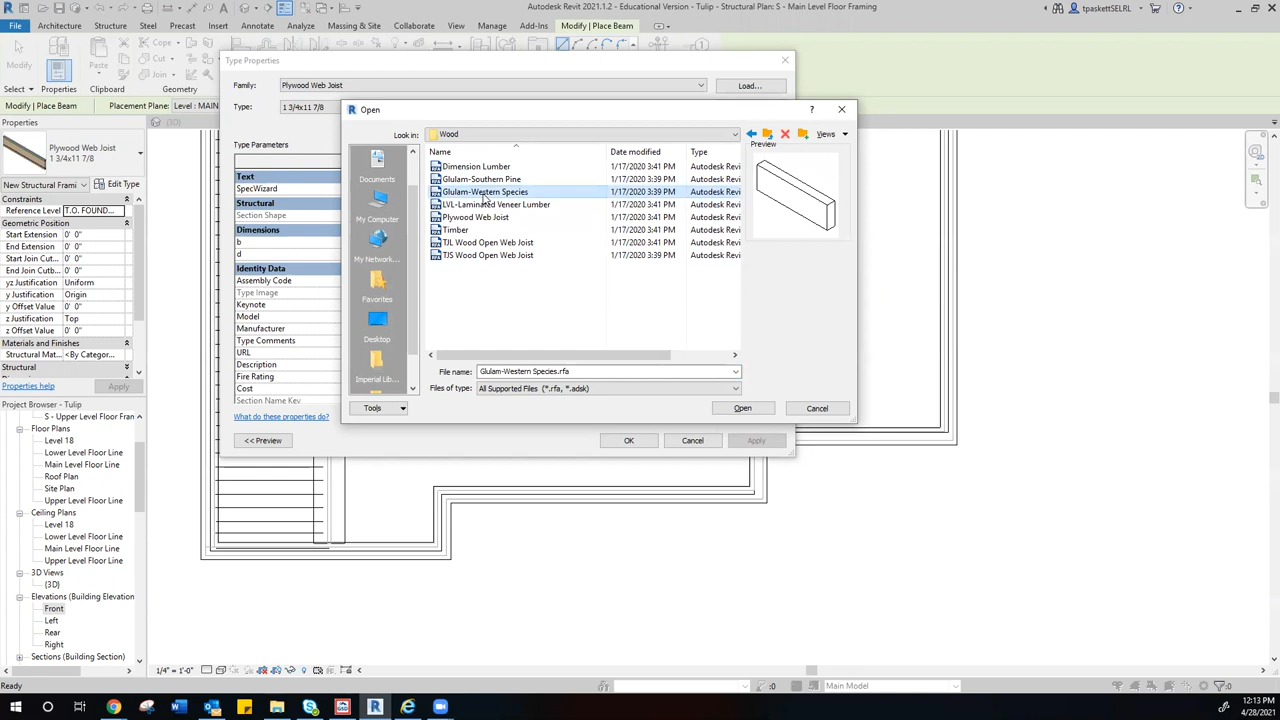 Autodesk Revit 2021.1.2 - Educational Version - Tulip - Structural Plan: S - Main Level Floor Framing
tpaskettSELRL
File Architecture Structure Steel Precast Systems Insert Annotate Analyze Massing & Site Collaborate View Manage Add-Ins Modify | Place Beam
Modify Paste Cope Cut Join
Select Properties Clipboard Geometry
Modify | Place Beam Placement Plane: Level : MAIN
Properties
Plywood Web Joist
1 3/4x11 7/8
New Structural Frami Edit Type
Reference Level T.O. FOUND...
Geometric Position
Start Extension 0' 0"
End Extension 0' 0"
Start Join Cutb... 0' 0"
End Join Cutb... 0' 0"
yz Justification Uniform
y Justification Origin
y Offset Value 0' 0"
z Justification Top
z Offset Value 0' 0"
Materials and Finishes
Structural Mat... <By Categor...
Structural
Properties help Apply
Project Browser - Tulip
S - Upper Level Floor Framing
Floor Plans
Level 18
Lower Level Floor Line
Main Level Floor Line
Roof Plan
Site Plan
Upper Level Floor Line
Ceiling Plans
Level 18
Lower Level Floor Line
Main Level Floor Line
Upper Level Floor Line
3D Views
{3D}
Elevations (Building Elevation
Front
Left
Rear
Right
Sections (Building Section)
Constraints
{3D}
Type Properties
Family: Plywood Web Joist Load...
Type: 1 3/4x11 7/8
Type Parameters
Text
SpecWizard
Structural
Section Shape
Dimensions
b
d
Identity Data
Assembly Code
Type Image
Keynote
Model
Manufacturer
Type Comments
URL
Description
Fire Rating
Cost
Section Name Key
What do these properties do?
<< Preview OK Cancel Apply
Open
Look in: Wood Views
Preview
Name Date modified Type
Dimension Lumber 1/17/2020 3:41 PM Autodesk Revi
Glulam-Southern Pine 1/17/2020 3:39 PM Autodesk Revi
Glulam-Western Species 1/17/2020 3:39 PM Autodesk Revi
LVL-Laminated Veneer Lumber 1/17/2020 3:41 PM Autodesk Revi
Plywood Web Joist 1/17/2020 3:41 PM Autodesk Revi
Timber 1/17/2020 3:41 PM Autodesk Revi
TJL Wood Open Web Joist 1/17/2020 3:41 PM Autodesk Revi
TJS Wood Open Web Joist 1/17/2020 3:39 PM Autodesk Revi
Documents
My Computer
My Network...
Favorites
Desktop
Imperial Lib...
File name: Glulam-Western Species.rfa
Files of type: All Supported Files (*.rfa, *.adsk)
Tools Open Cancel
1/4" = 1'-0"
Ready :0 Main Model :0
12:13 PM
4/28/2021